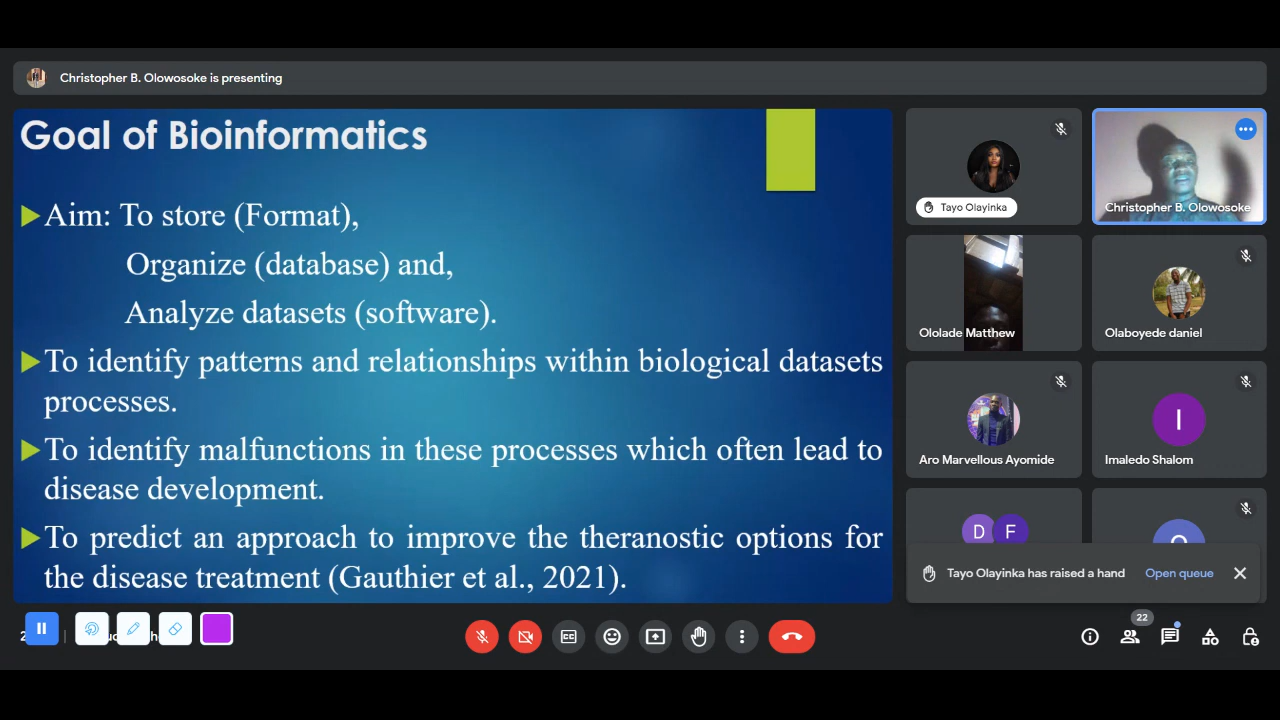 Christopher B. Olowosoke is presenting
Goal of Bioinformatics
Aim: To store (Format),
Organize (database) and,
Analyze datasets (software).
To identify patterns and relationships within biological datasets
processes.
To identify malfunctions in these processes which often lead to
disease development.
To predict an approach to improve the theranostic options for
the disease treatment (Gauthier et al., 2021).
Tayo Olayinka
Christopher B. Olowosoke
Ololade Matthew
Olaboyede daniel
Aro Marvellous Ayomide
I
Imaledo Shalom
D F
Tayo Olayinka has raised a hand
Open queue
CC
22